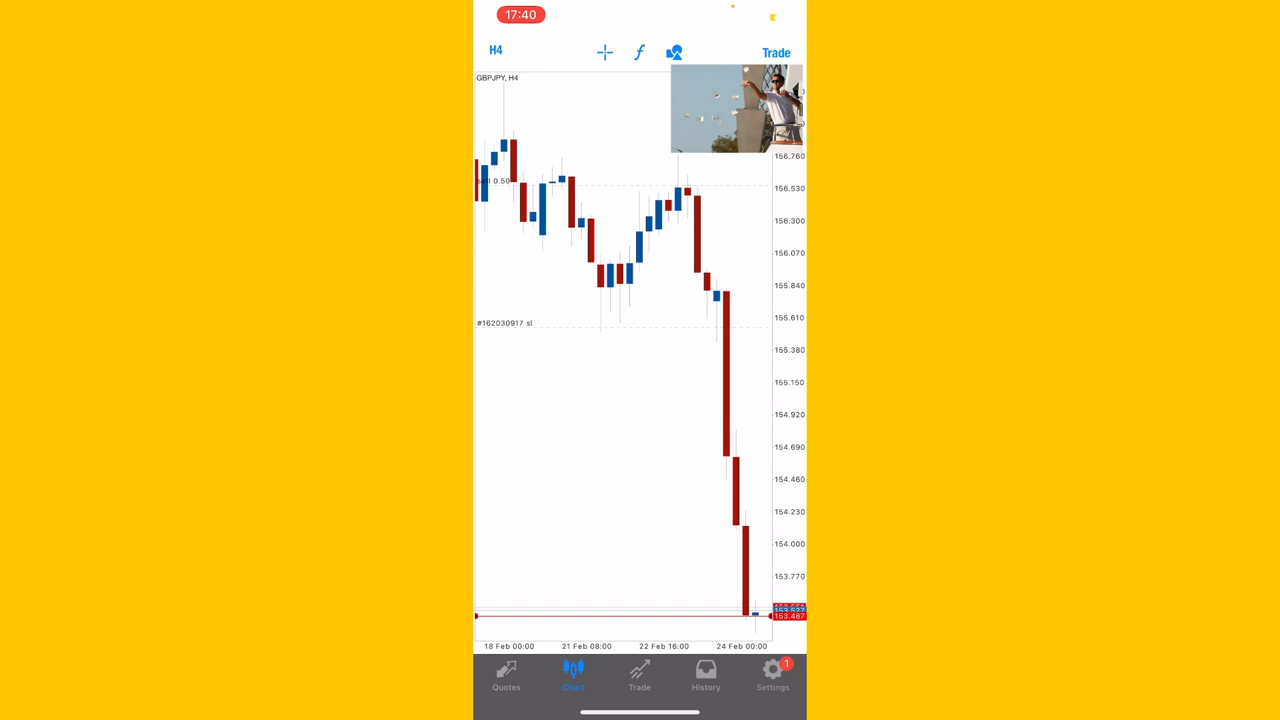 17:40
H4
Trade
GBPJPY, H4
156.760
sell 0.50
156.530
156.300
156.070
155.840
155.610
#162030917 sl
155.380
155.150
154.920
154.690
154.460
154.230
154.000
153.770
153.527
153.487
18 Feb 00:00 21 Feb 08:00 22 Feb 16:00 24 Feb 00:00
1
Quotes Chart Trade History Settings